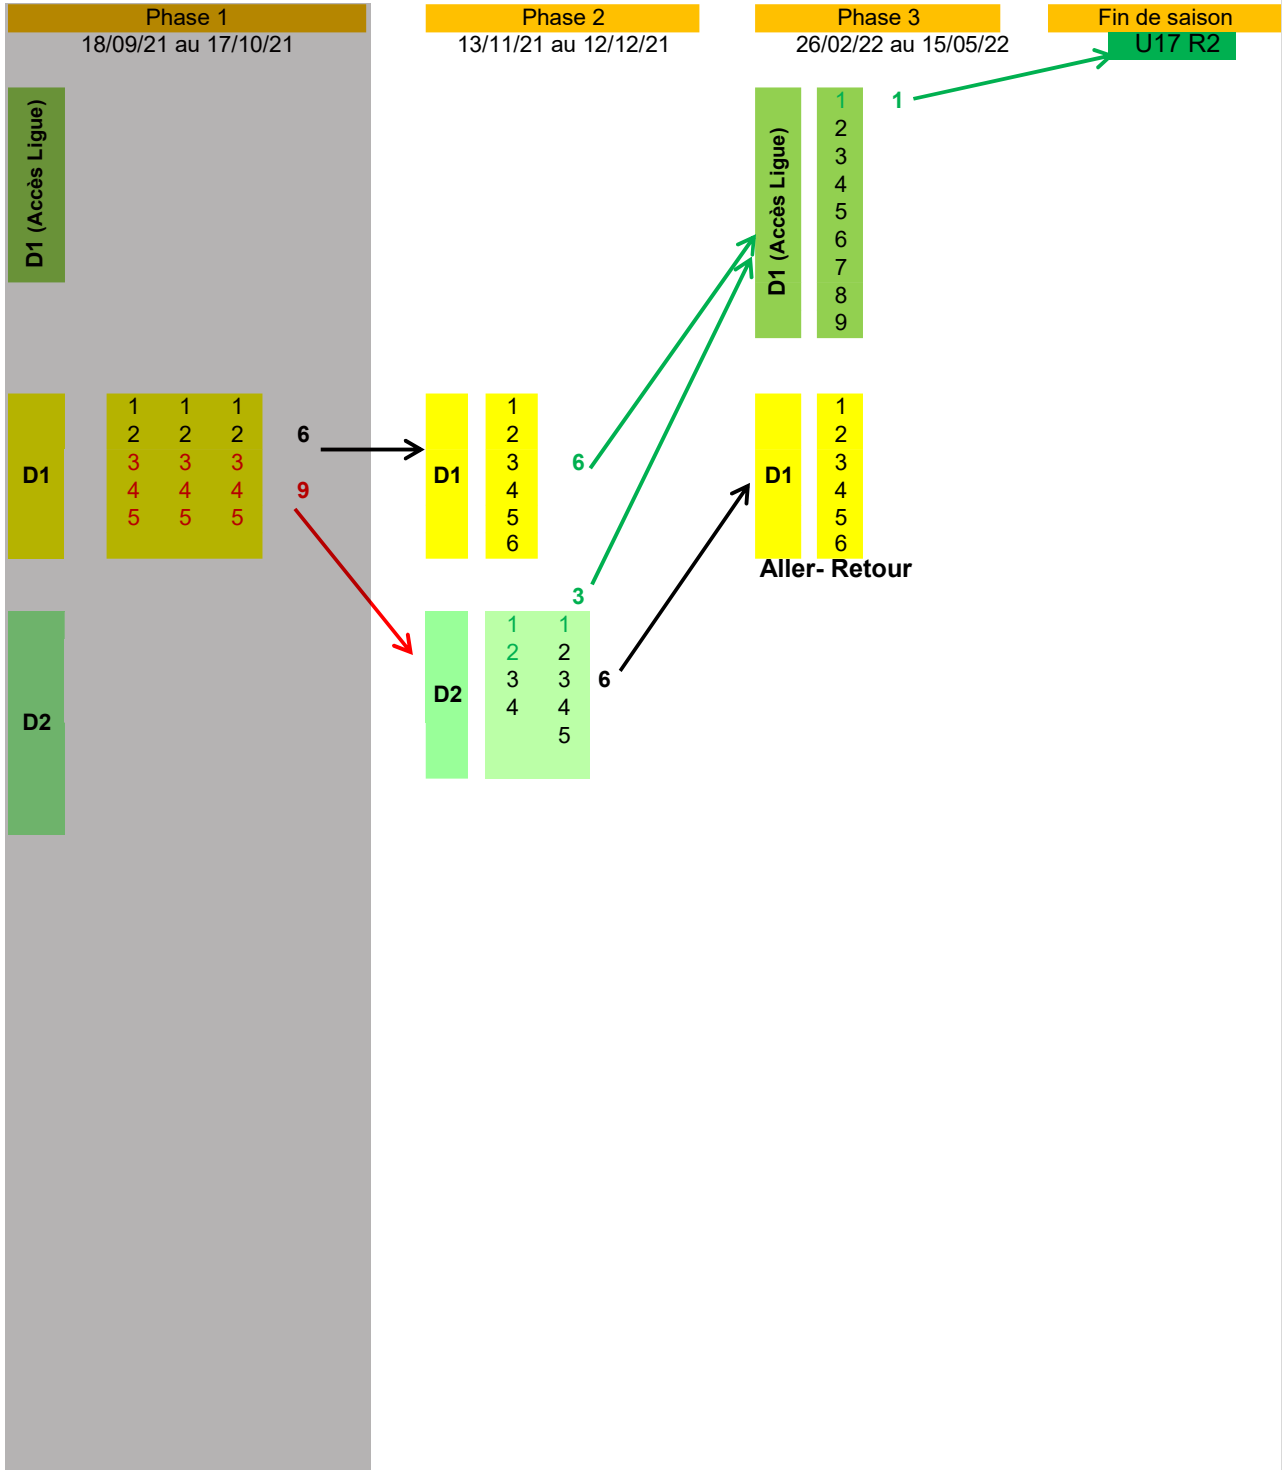 Phase 1 Phase 2 Phase 3 Fin de saison
18/09/21 au 17/10/21 13/11/21 au 12/12/21 26/02/22 au 15/05/22 U17 R2
D1 (Accès Ligue)
D1 (Accès Ligue)
1 1
2
3
4
5
6
7
8
9
D1
1 1 1
2 2 2 6
3 3 3
4 4 4 9
5 5 5
D1
1
2
3 6
4
5
6
D1
1
2
3
4
5
6
Aller- Retour
3
D2
D2
1 1
2 2
3 3 6
4 4
5